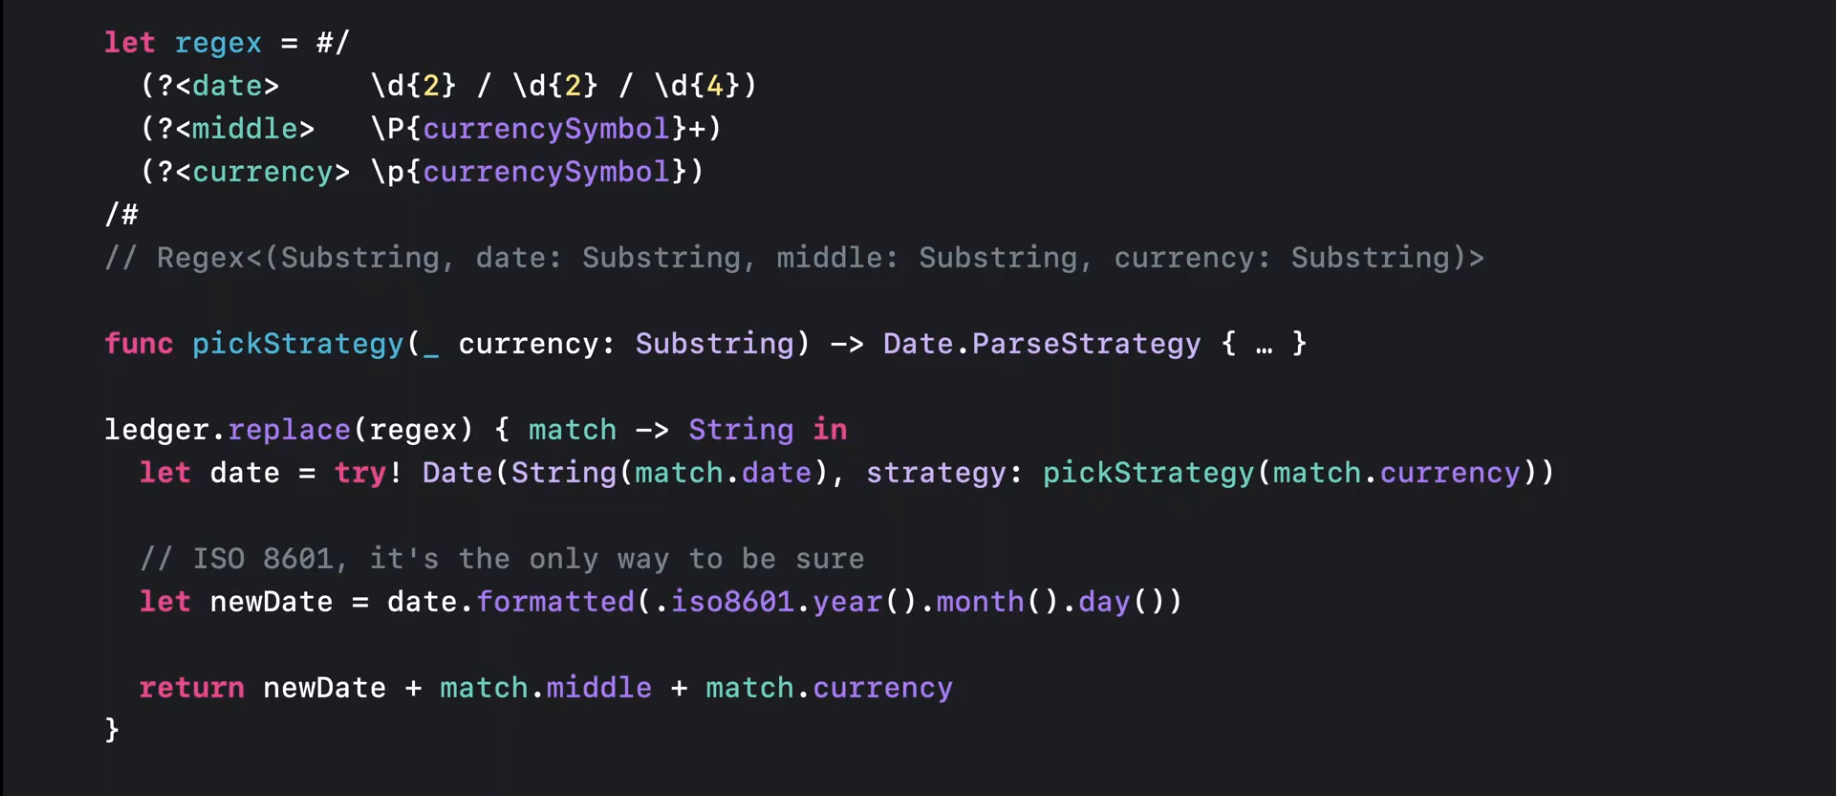 let regex = #/
  (?<date>     \d{2} / \d{2} / \d{4})
  (?<middle>   \P{currencySymbol}+)
  (?<currency> \p{currencySymbol})
/#
// Regex<(Substring, date: Substring, middle: Substring, currency: Substring)>

func pickStrategy(_ currency: Substring) -> Date.ParseStrategy { … }

ledger.replace(regex) { match -> String in
  let date = try! Date(String(match.date), strategy: pickStrategy(match.currency))

  // ISO 8601, it's the only way to be sure
  let newDate = date.formatted(.iso8601.year().month().day())

  return newDate + match.middle + match.currency
}